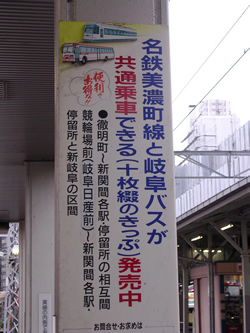 便利!
お得!!
名鉄美濃町線と岐阜バスが
共通乗車できる(十枚綴のきっぷ)発売中
●徹明町～新関間各駅停留所の相互間
競輪場前(岐阜日産前)～新関間各駅・
停留所と新岐阜の区間
お問合せ・お求めは